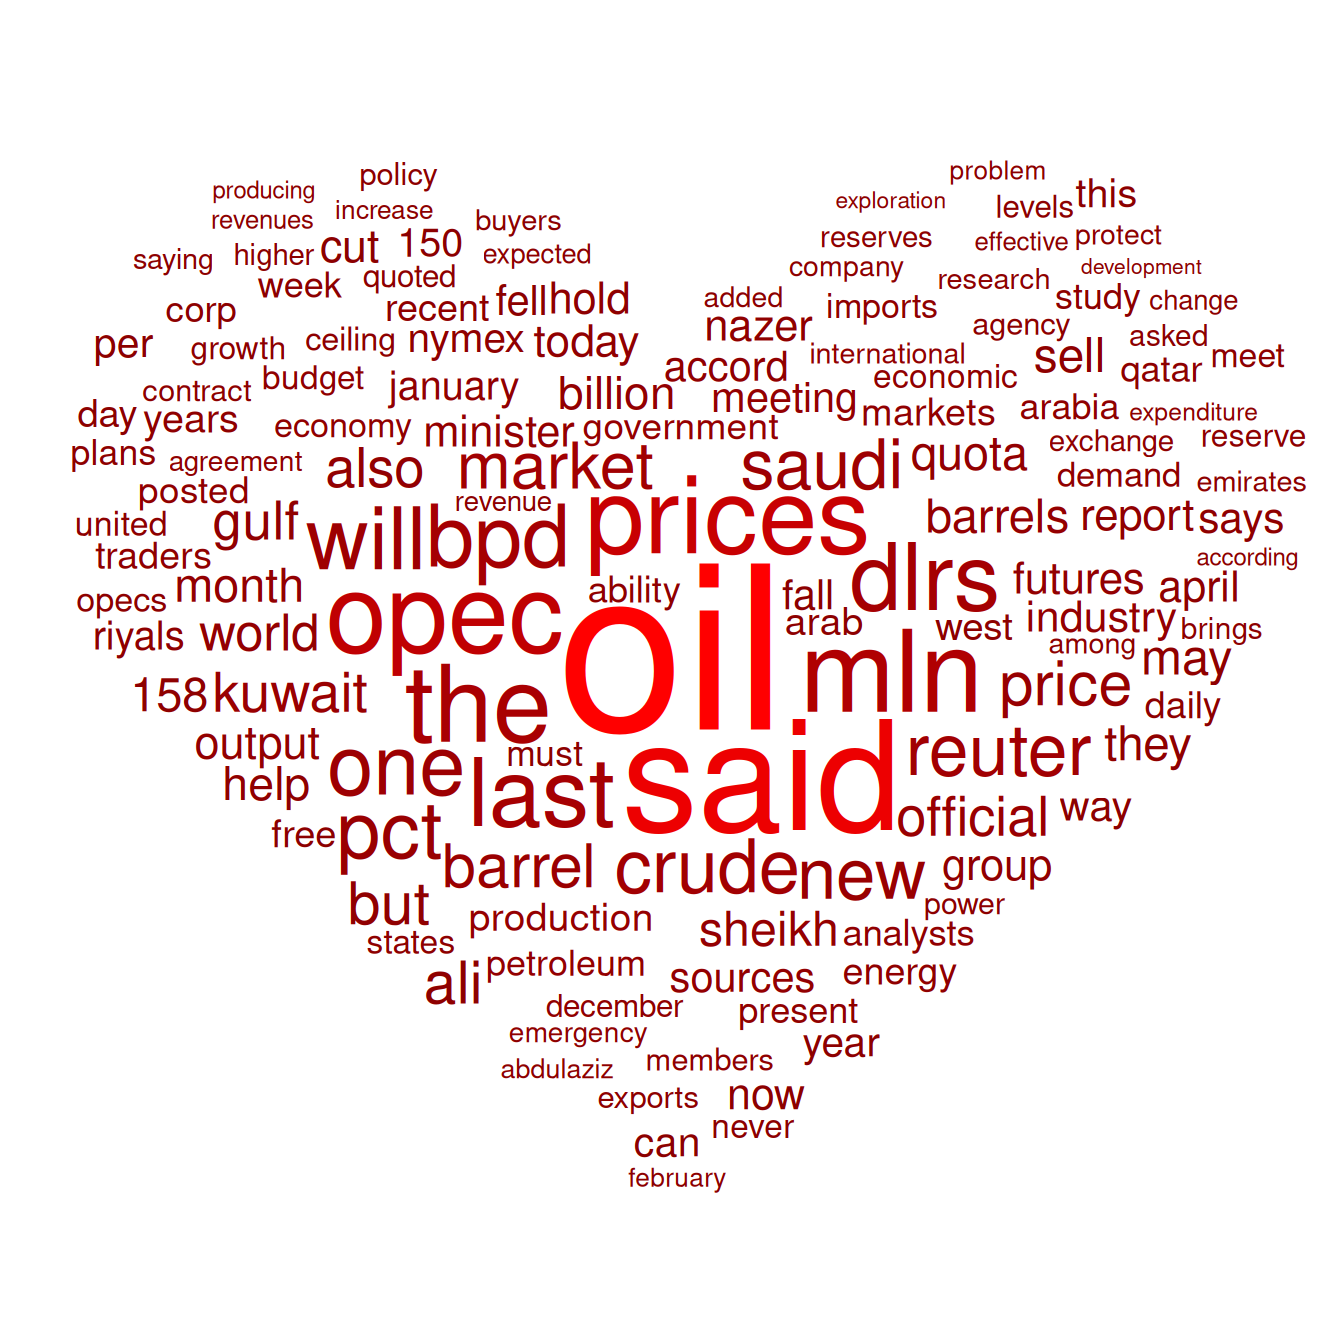 problem
policy
producing
exploration
levels this
revenues increase buyers
cut 150
reserves effective protect
saying higher expected
company development
week quoted research
added study change
corp recent fell hold imports
nazer agency asked
per growth ceiling nymex today
accord international sell qatar meet
contract budget january billion economic
meeting markets arabia expenditure
day years economy minister government
exchange reserve
plans agreement also market saudi quota
demand emirates
posted revenue
united gulf will bpd prices barrels report says
traders according
month ability fall dlrs futures april
opecs opec arab industry
riyals world west brings
among may
oil
158 kuwait the mln price daily
output one must reuter they
help last said official way
free pct
barrel crude new group
but production power
states sheikh analysts
ali petroleum sources energy
december present
emergency year
abdulaziz members
exports now
never
can
february